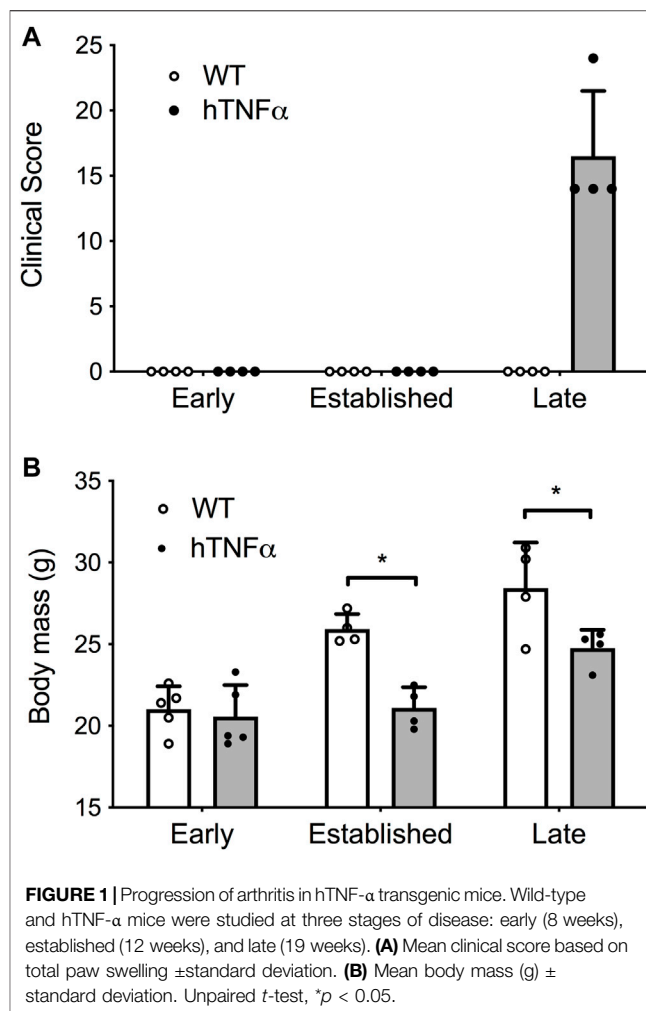 A
25
20
15
10
5
0
Clinical Score
WT
hTNFα
Early Established Late
B
35
30
25
20
15
Body mass (g)
WT
hTNFα
*
*
Early Established Late
FIGURE 1 | Progression of arthritis in hTNF-α transgenic mice. Wild-type
and hTNF-α mice were studied at three stages of disease: early (8 weeks),
established (12 weeks), and late (19 weeks). (A) Mean clinical score based on
total paw swelling ±standard deviation. (B) Mean body mass (g) ±
standard deviation. Unpaired t-test, *p < 0.05.